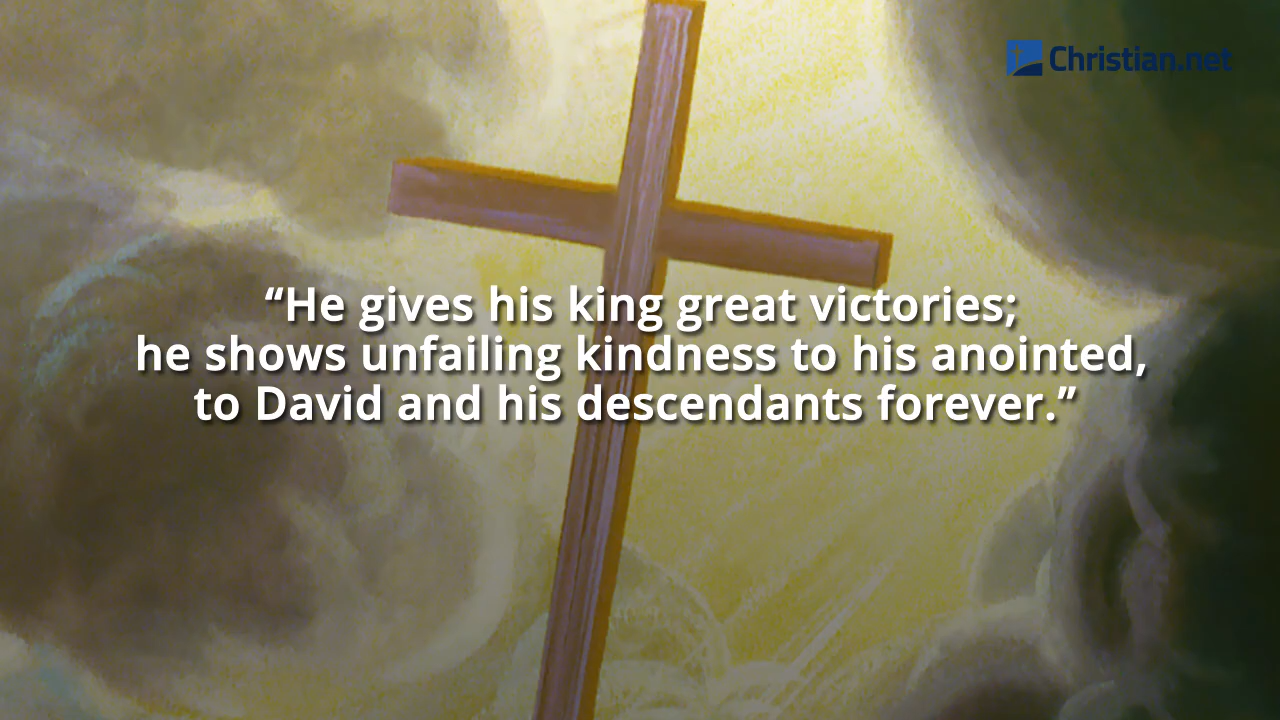 Christian.net
“He gives his king great victories;
he shows unfailing kindness to his anointed,
to David and his descendants forever.”